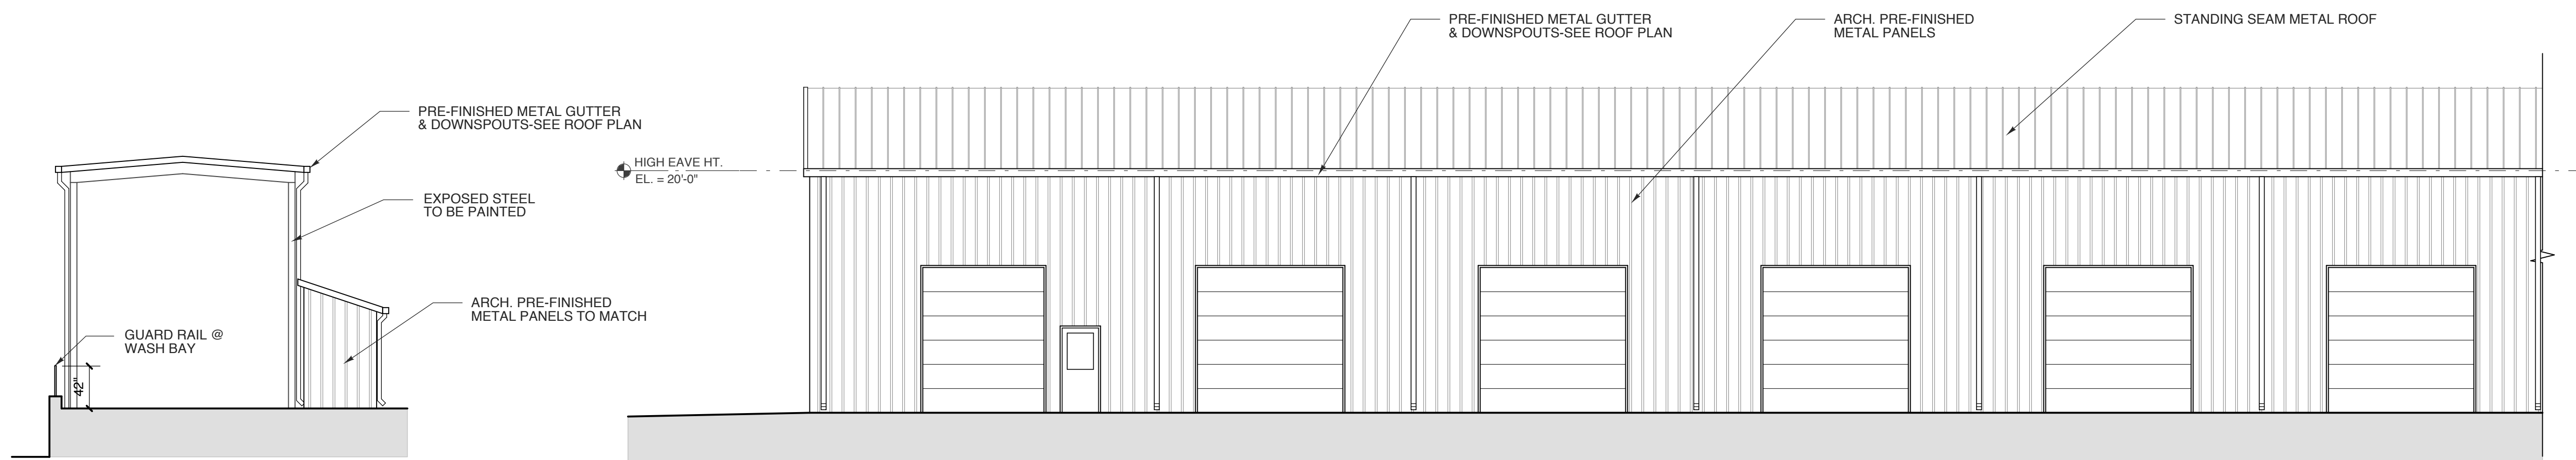 PRE-FINISHED METAL GUTTER
& DOWNSPOUTS-SEE ROOF PLAN
EXPOSED STEEL
TO BE PAINTED
ARCH. PRE-FINISHED
METAL PANELS TO MATCH
GUARD RAIL @
WASH BAY
42"
HIGH EAVE HT.
EL. = 20'-0"
PRE-FINISHED METAL GUTTER
& DOWNSPOUTS-SEE ROOF PLAN
ARCH. PRE-FINISHED
METAL PANELS
STANDING SEAM METAL ROOF